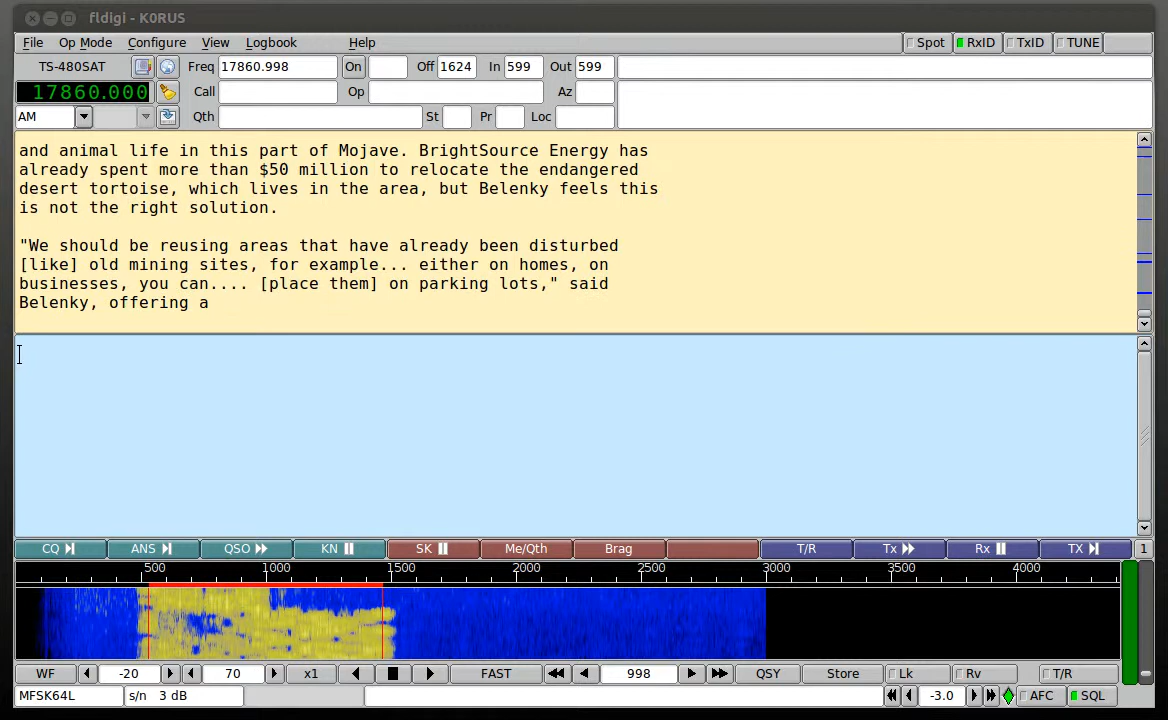 fldigi - K0RUS
File Op Mode Configure View Logbook Help Spot RxID TxID TUNE
TS-480SAT Freq 17860.998 On Off 1624 In 599 Out 599
17860.000 Call Op Az
AM Qth St Pr Loc
and animal life in this part of Mojave. BrightSource Energy has
already spent more than $50 million to relocate the endangered
desert tortoise, which lives in the area, but Belenky feels this
is not the right solution.
"We should be reusing areas that have already been disturbed
[like] old mining sites, for example... either on homes, on
businesses, you can.... [place them] on parking lots," said
Belenky, offering a
CQ ANS QSO KN SK Me/Qth Brag T/R Tx Rx TX 1
500 1000 1500 2000 2500 3000 3500 4000
WF -20 70 x1 FAST 998 QSY Store Lk Rv T/R
MFSK64L s/n 3 dB -3.0 AFC SQL